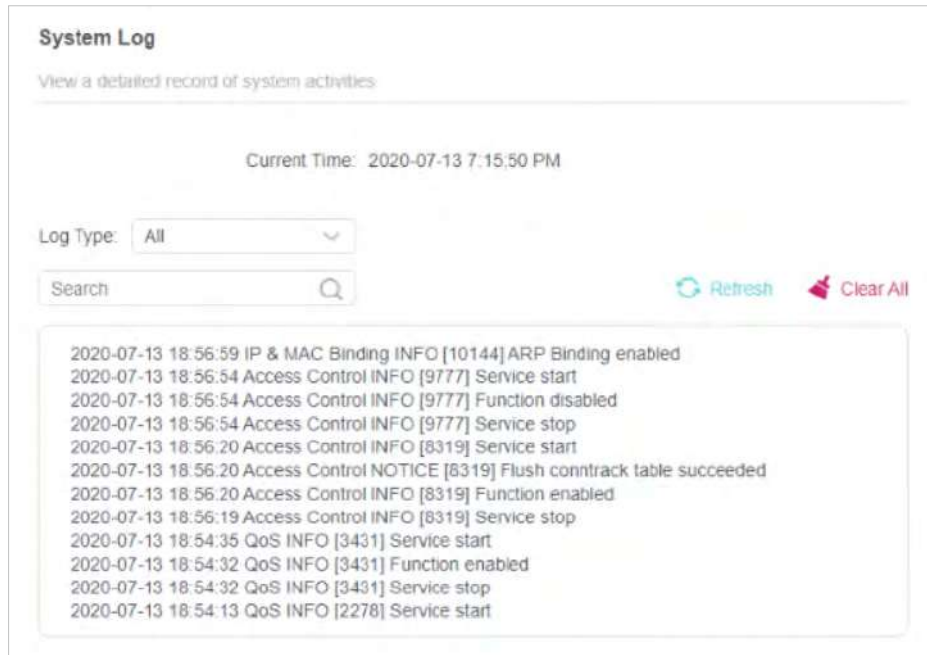 System Log
View a detailed record of system activities
Current Time: 2020-07-13 7:15:50 PM
Log Type: All
Search Refresh Clear All
2020-07-13 18:56:59 IP & MAC Binding INFO [10144] ARP Binding enabled
2020-07-13 18:56:54 Access Control INFO [9777] Service start
2020-07-13 18:56:54 Access Control INFO [9777] Function disabled
2020-07-13 18:56:54 Access Control INFO [9777] Service stop
2020-07-13 18:56:20 Access Control INFO [8319] Service start
2020-07-13 18:56:20 Access Control NOTICE [8319] Flush conntrack table succeeded
2020-07-13 18:56:20 Access Control INFO [8319] Function enabled
2020-07-13 18:56:19 Access Control INFO [8319] Service stop
2020-07-13 18:54:35 QoS INFO [3431] Service start
2020-07-13 18:54:32 QoS INFO [3431] Function enabled
2020-07-13 18:54:32 QoS INFO [3431] Service stop
2020-07-13 18:54:13 QoS INFO [2278] Service start